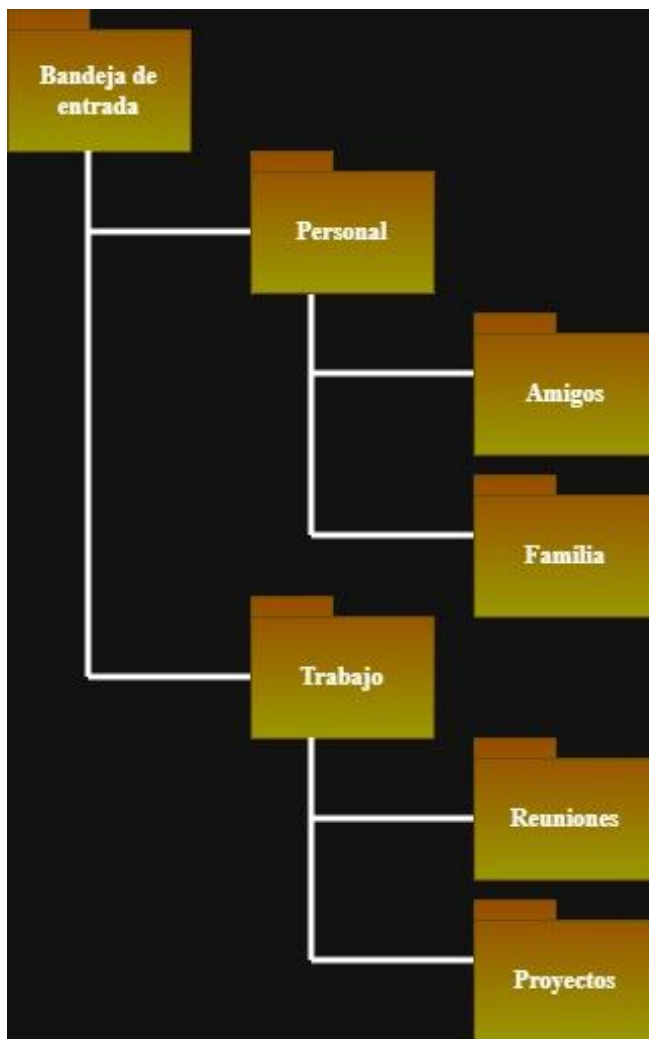 Bandeja de
entrada
Personal
Amigos
Familia
Trabajo
Reuniones
Proyectos